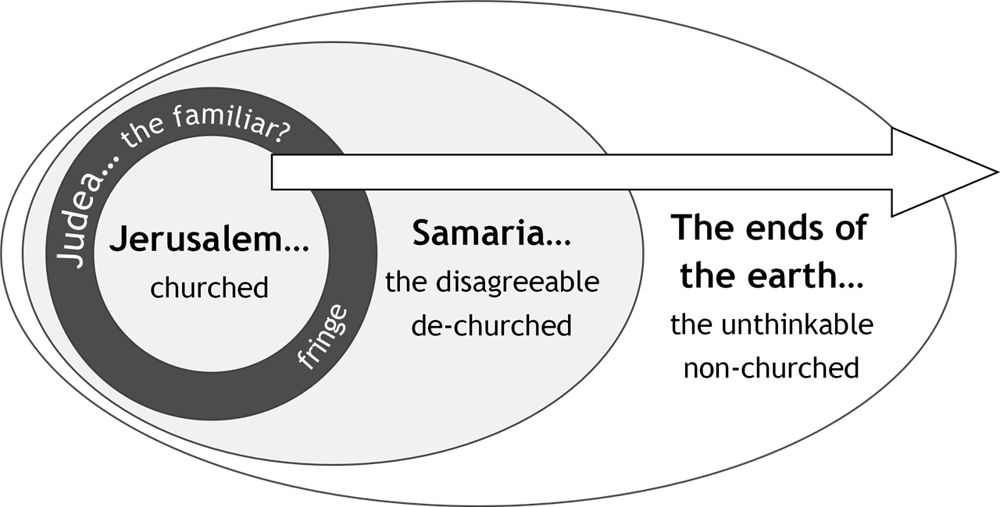 Judea... the familiar?
Jerusalem...
churched
fringe
Samaria...
the disagreeable
de-churched
The ends of
the earth...
the unthinkable
non-churched